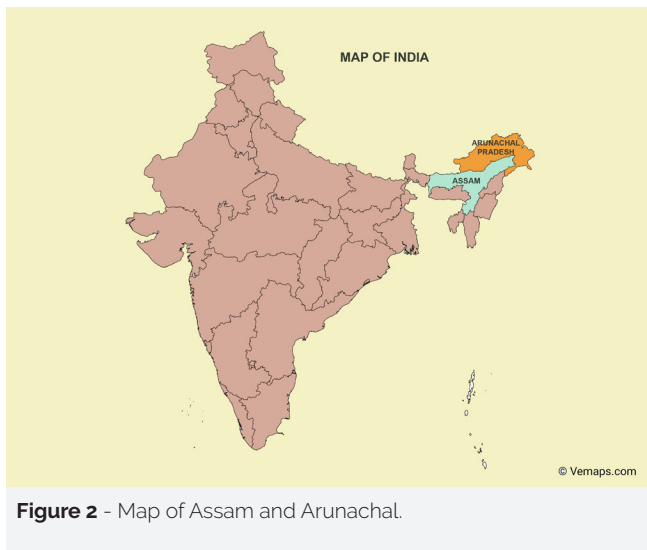 MAP OF INDIA
ARUNACHAL
PRADESH
ASSAM
© Vemaps.com
Figure 2 - Map of Assam and Arunachal.